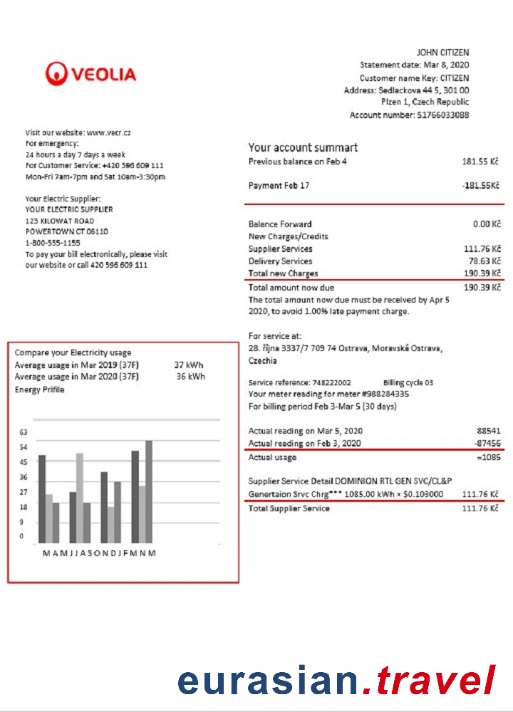 VEOLIA
JOHN CITIZEN
Statement date: Mar 8, 2020
Customer name Key: CITIZEN
Address: Sedlackova 44 5, 301 00
Plzen 1, Czech Republic
Account number: S1766033088
Visit our website: www.vecr.cz
For emergency:
24 hours a day 7 days a week
For Customer Service: +420 596 609 111
Mon-Fri 7am-7pm and Sat 10am-3:30pm
Your Electric Supplier:
YOUR ELECTRIC SUPPLIER
123 KILOWAT ROAD
POWERTOWN CT 06110
1-800-555-1155
To pay your bill electronically, please visit
our website or call 420 596 609 111
Your account summart
Previous balance on Feb 4 181.55 Kč
Payment Feb 17 -181.55Kč
Balance Forward 0.00 Kč
New Charges/Credits
Supplier Services 111.76 Kč
Delivery Services 78.63 Kč
Total new Charges 190.39 Kč
Total amount now due 190.39 Kč
The total amount now due must be received by Apr 5
2020, to avoid 1.00% late payment charge.
For service at:
28. října 3337/7 709 74 Ostrava, Moravská Ostrava,
Czechia
Service reference: 748222002 Billing cycle 03
Your meter reading for meter #988284335
For billing period Feb 3-Mar 5 (30 days)
Actual reading on Mar 5, 2020 88541
Actual reading on Feb 3, 2020 -87456
Actual usage =1085
Supplier Service Detail DOMINION RTL GEN SVC/CL&P
Genertaion Srvc Chrg*** 1085.00 kWh × $0.103000 111.76 Kč
Total Supplier Service 111.76 Kč
Compare your Electricity usage
Average usage in Mar 2019 (37F) 37 kWh
Average usage in Mar 2020 (37F) 36 kWh
Energy Prifile
63
54
45
36
27
18
9
0
M A M J J A S O N D J F M N M
eurasian.travel